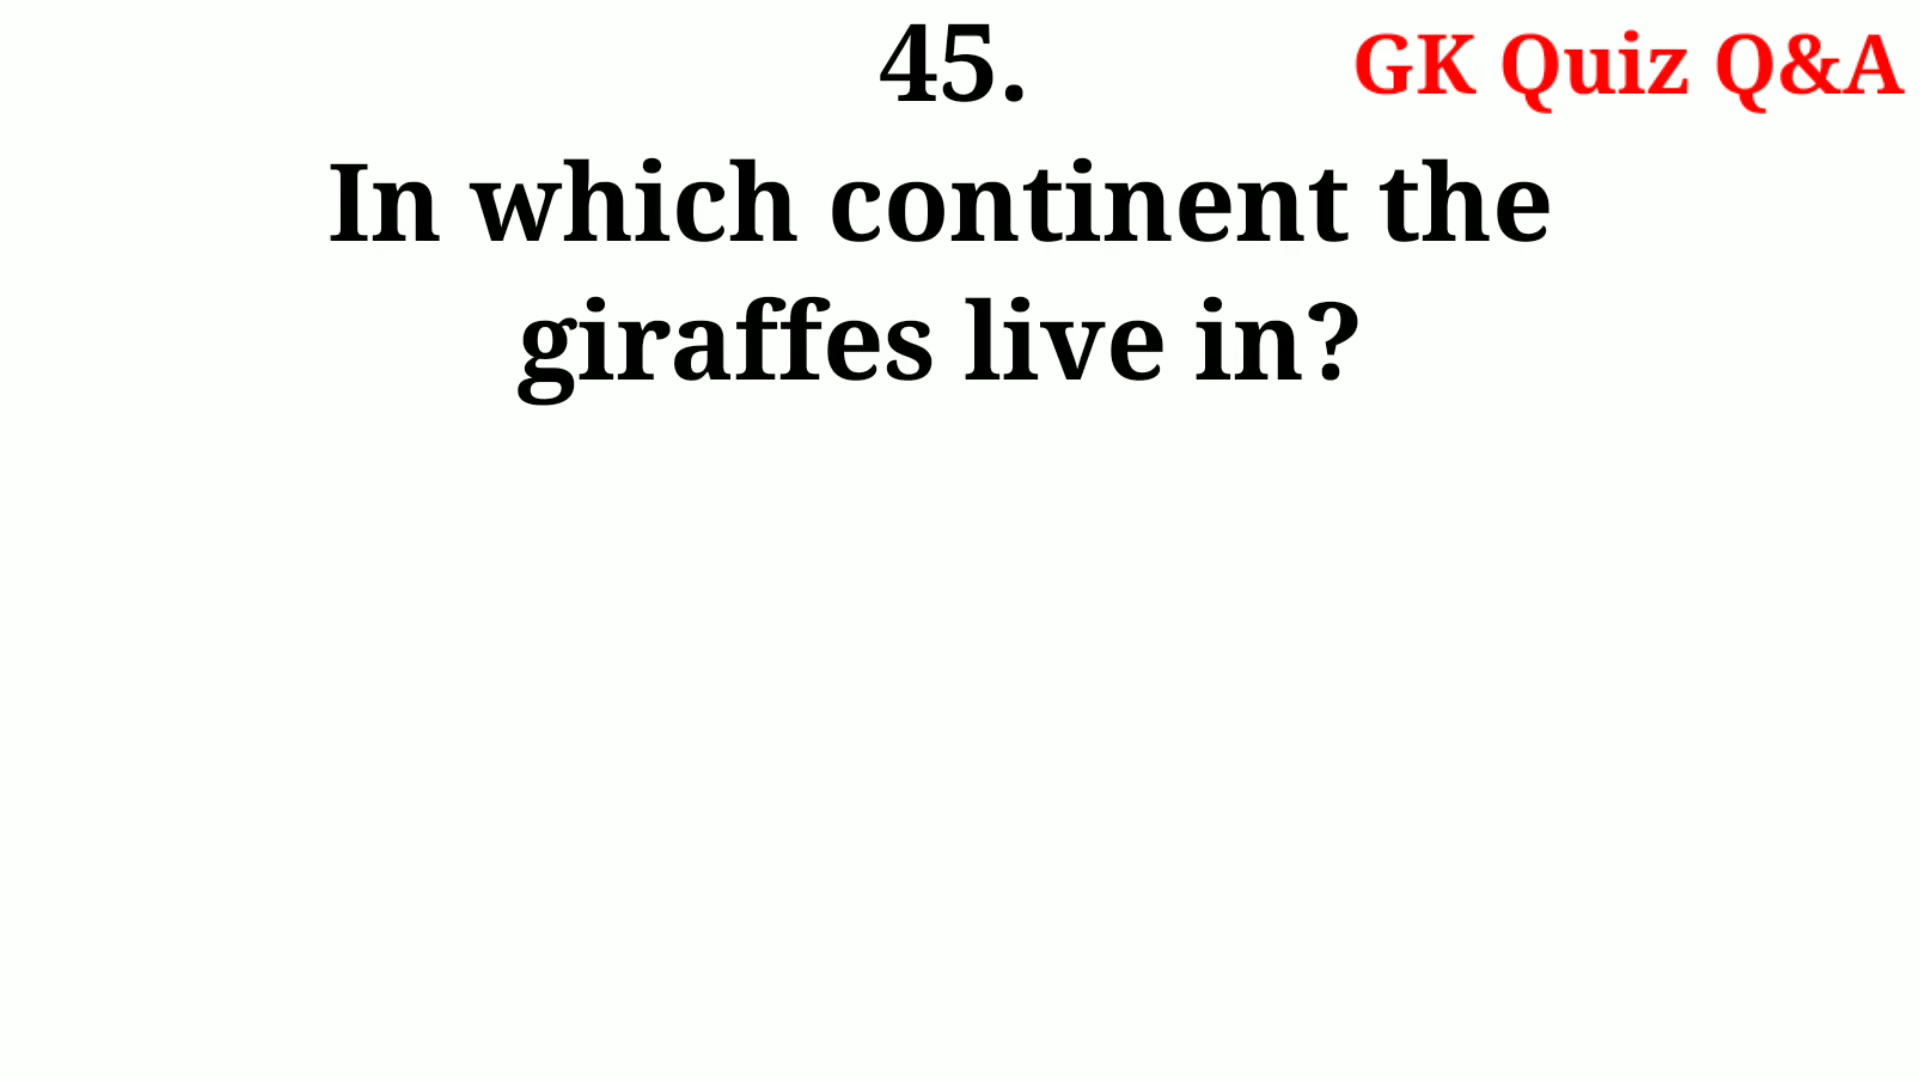 45.
GK Quiz Q&A
In which continent the
giraffes live in?